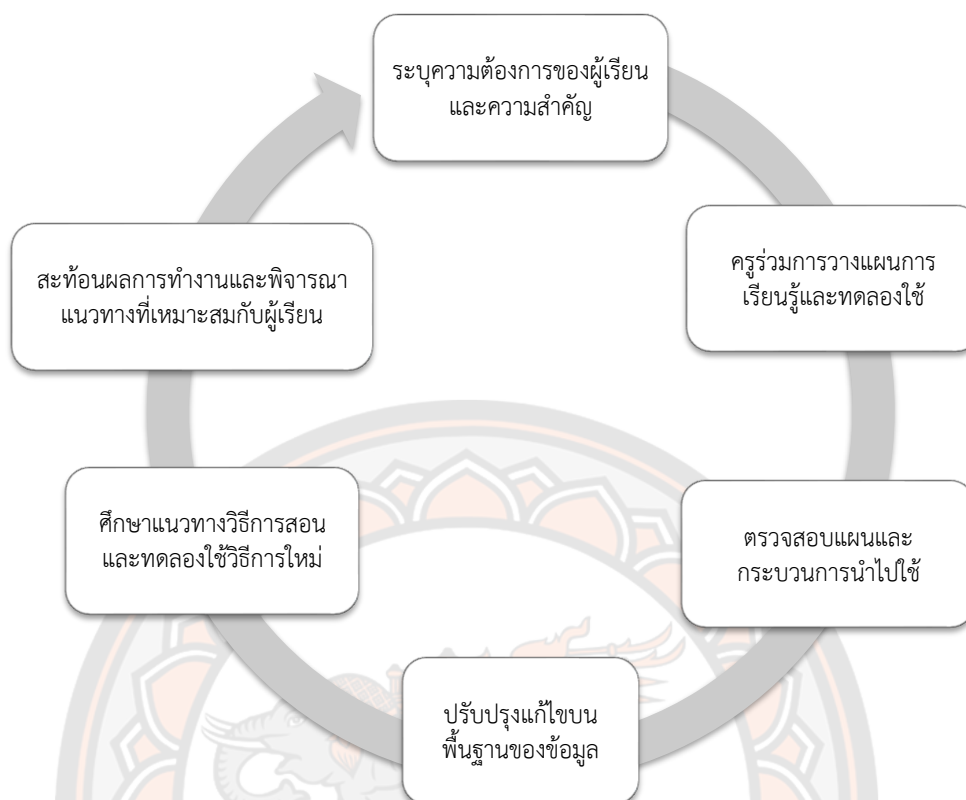 ระบุความต้องการของผู้เรียน
และความสำคัญ
ครูร่วมการวางแผนการ
เรียนรู้และทดลองใช้
ตรวจสอบแผนและ
กระบวนการนำไปใช้
ปรับปรุงแก้ไขบน
พื้นฐานของข้อมูล
ศึกษาแนวทางวิธีการสอน
และทดลองใช้วิธีการใหม่
สะท้อนผลการทำงานและพิจารณา
แนวทางที่เหมาะสมกับผู้เรียน